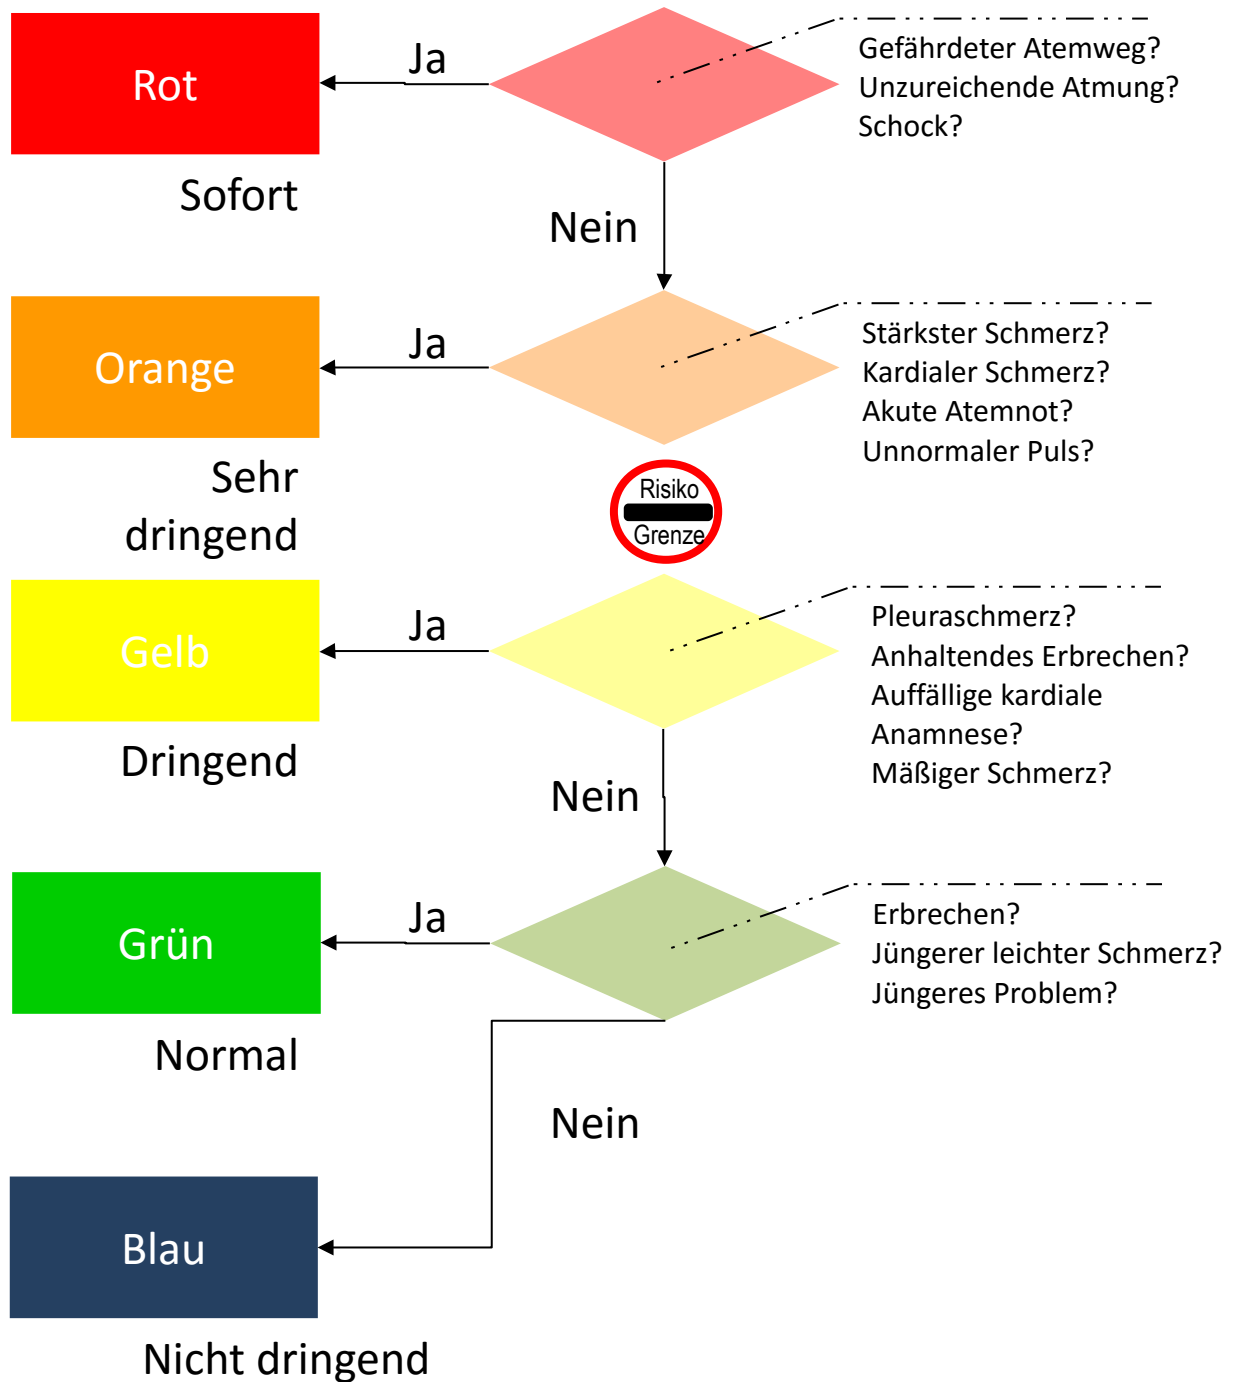 Ja
Rot
Gefährdeter Atemweg?
Unzureichende Atmung?
Schock?
Sofort
Nein
Ja
Orange
Stärkster Schmerz?
Kardialer Schmerz?
Akute Atemnot?
Unnormaler Puls?
Sehr
dringend
Risiko
Grenze
Ja
Gelb
Pleuraschmerz?
Anhaltendes Erbrechen?
Auffällige kardiale
Anamnese?
Mäßiger Schmerz?
Dringend
Nein
Ja
Grün
Erbrechen?
Jüngerer leichter Schmerz?
Jüngeres Problem?
Normal
Nein
Blau
Nicht dringend